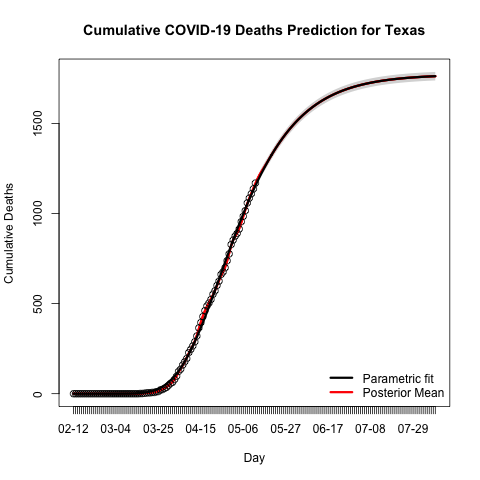 Cumulative COVID-19 Deaths Prediction for Texas
Cumulative Deaths
1500
1000
500
0
Parametric fit
Posterior Mean
02-12 03-04 03-25 04-15 05-06 05-27 06-17 07-08 07-29
Day